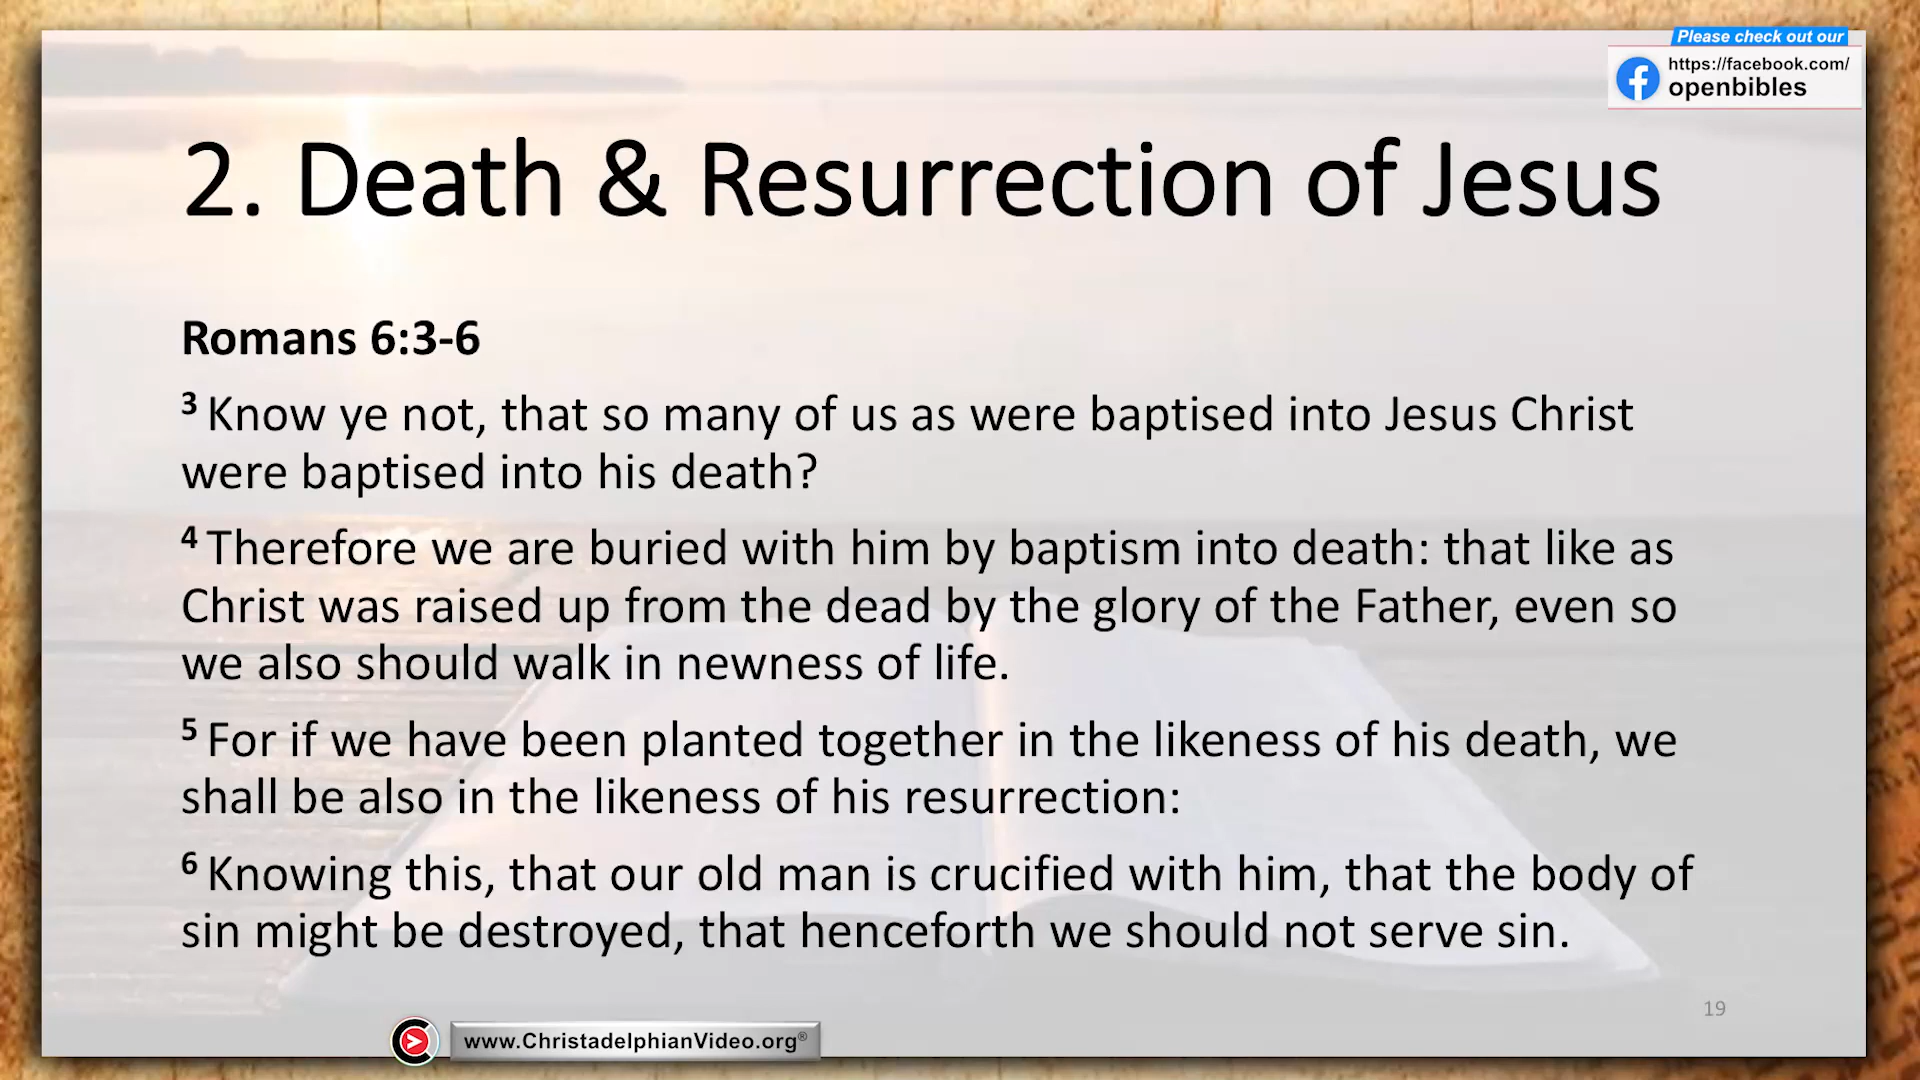 Please check out our
https://facebook.com/
openbibles
2. Death & Resurrection of Jesus
Romans 6:3-6
3 Know ye not, that so many of us as were baptised into Jesus Christ
were baptised into his death?
4 Therefore we are buried with him by baptism into death: that like as
Christ was raised up from the dead by the glory of the Father, even so
we also should walk in newness of life.
5 For if we have been planted together in the likeness of his death, we
shall be also in the likeness of his resurrection:
6 Knowing this, that our old man is crucified with him, that the body of
sin might be destroyed, that henceforth we should not serve sin.
19
www.ChristadelphianVideo.org®